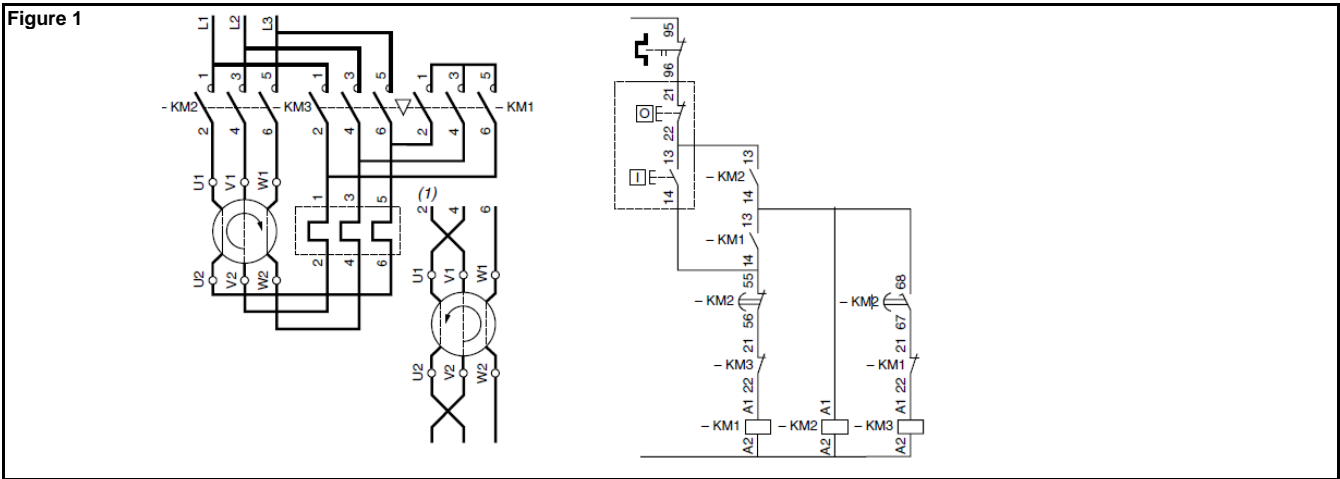 Figure 1
L1 L2 L3
1 3 5 1 3 5 1 3 5
- KM2 KM3 - KM1
2 4 6 2 4 6 2 4 6
U1 V1 W1
1 3 5
(1)
2 4 6
2 4 6
U2 V2 W2
U1 V1 W1
U2 V2 W2
95
96
21
O
22
13 13
I – KM2
14 14
13
– KM1
14
55 68
– KM2 – KM2
56 67
21 21
– KM3 – KM1
22 22
A1 A1 A1
– KM1 – KM2 – KM3
A2 A2 A2